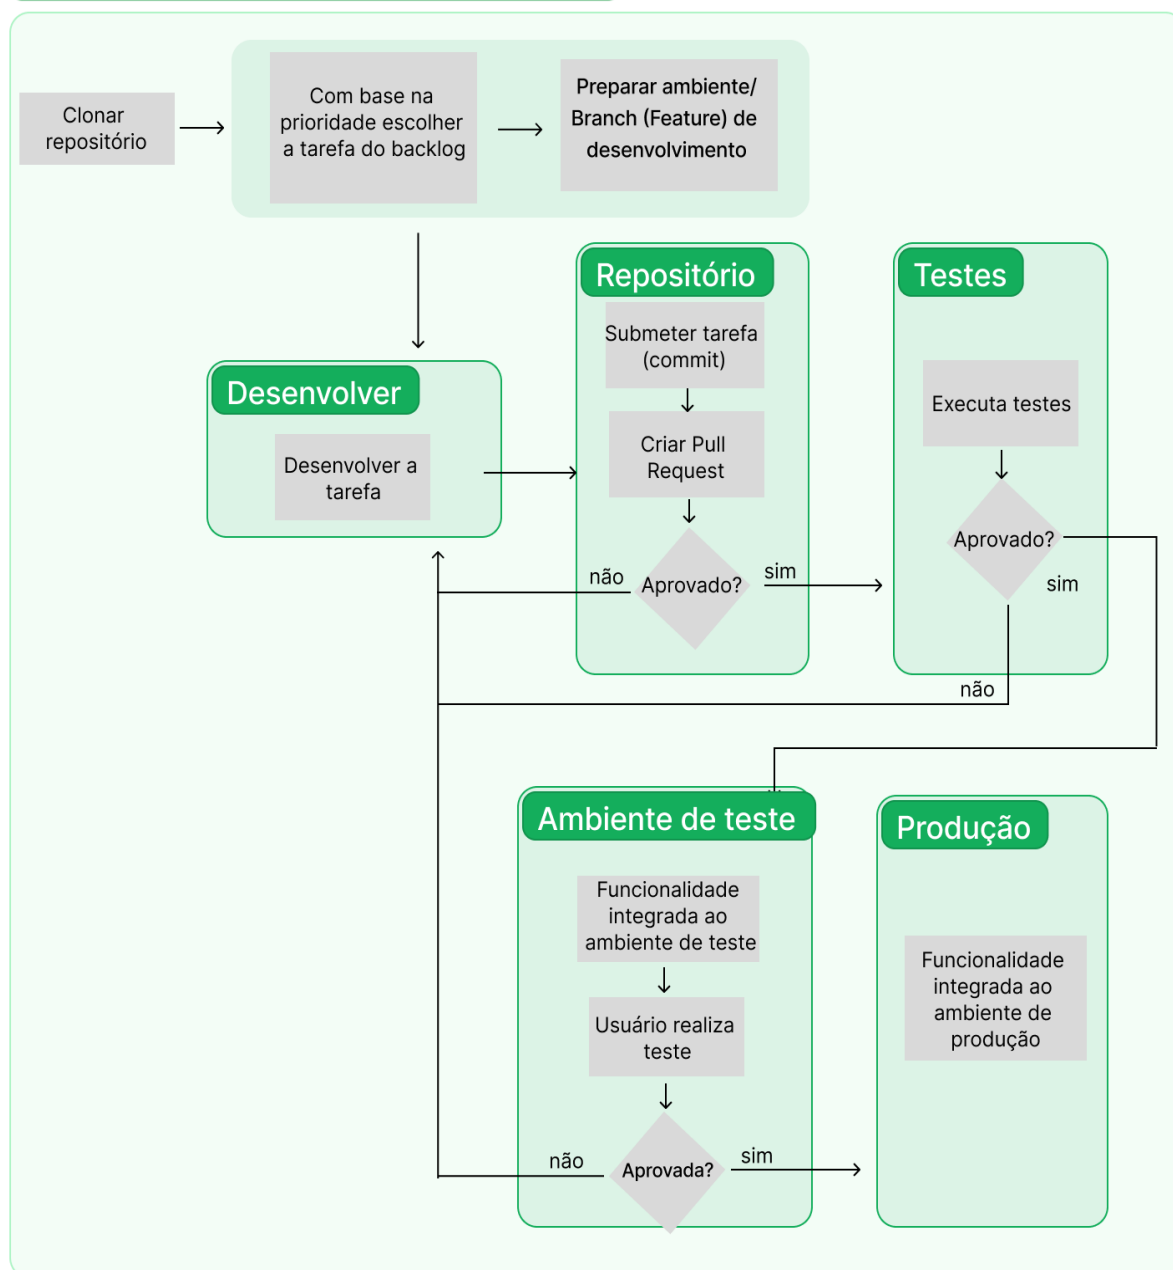 Clonar
repositório
Com base na
prioridade escolher
a tarefa do backlog
Preparar ambiente/
Branch (Feature) de
desenvolvimento
Desenvolver
Desenvolver a
tarefa
Repositório
Submeter tarefa
(commit)
Criar Pull
Request
Aprovado?
não
sim
Testes
Executa testes
Aprovado?
sim
não
Ambiente de teste
Funcionalidade
integrada ao
ambiente de teste
Usuário realiza
teste
Aprovada?
não
sim
Produção
Funcionalidade
integrada ao
ambiente de
produção